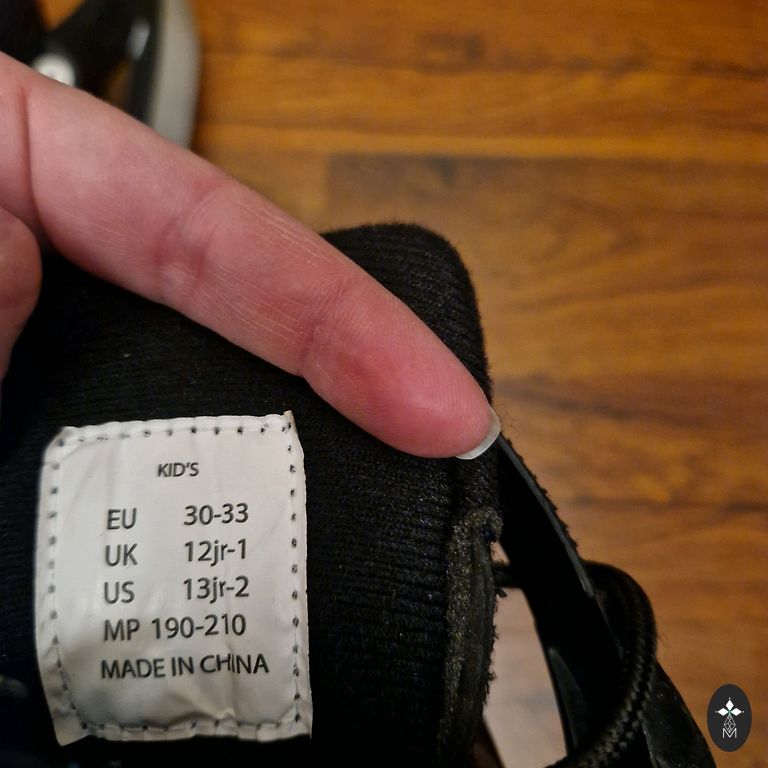 KID'S
EU 30-33
UK 12jr-1
US 13jr-2
MP 190-210
MADE IN CHINA
M